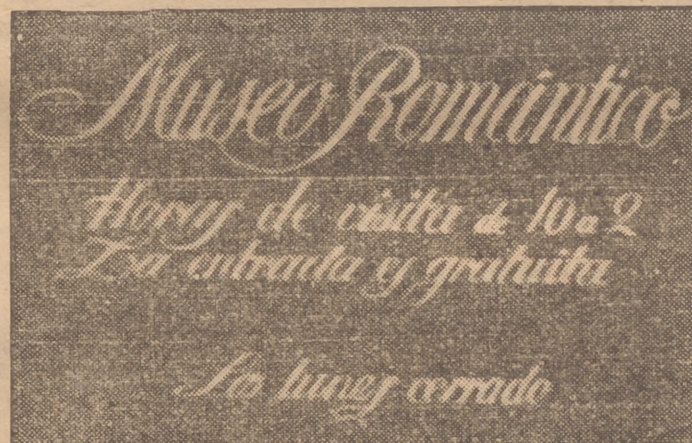 Museo Romántico
Horas de visita de 10 a 2
La entrada es gratuita
Los lunes cerrado